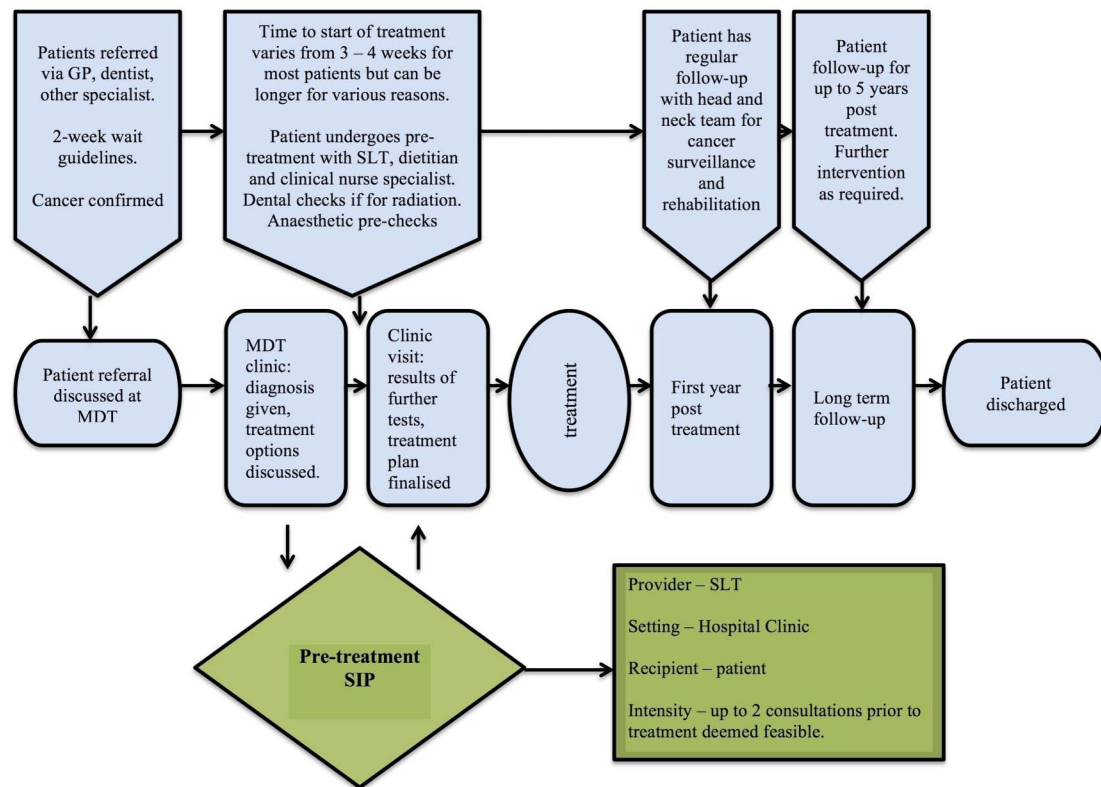 Patients referred
via GP, dentist,
other specialist.
2-week wait
guidelines.
Cancer confirmed
Time to start of treatment
varies from 3 – 4 weeks for
most patients but can be
longer for various reasons.
Patient undergoes pre-
treatment with SLT, dietitian
and clinical nurse specialist.
Dental checks if for radiation.
Anaesthetic pre-checks
Patient has
regular
follow-up
with head and
neck team for
cancer
surveillance
and
rehabilitation
Patient
follow-up for
up to 5 years
post
treatment.
Further
intervention
as required.
Patient referral
discussed at
MDT
MDT
clinic:
diagnosis
given,
treatment
options
discussed.
Clinic
visit:
results of
further
tests,
treatment
plan
finalised
treatment
First year
post
treatment
Long term
follow-up
Patient
discharged
Pre-treatment
SIP
Provider – SLT
Setting – Hospital Clinic
Recipient – patient
Intensity – up to 2 consultations prior to
treatment deemed feasible.